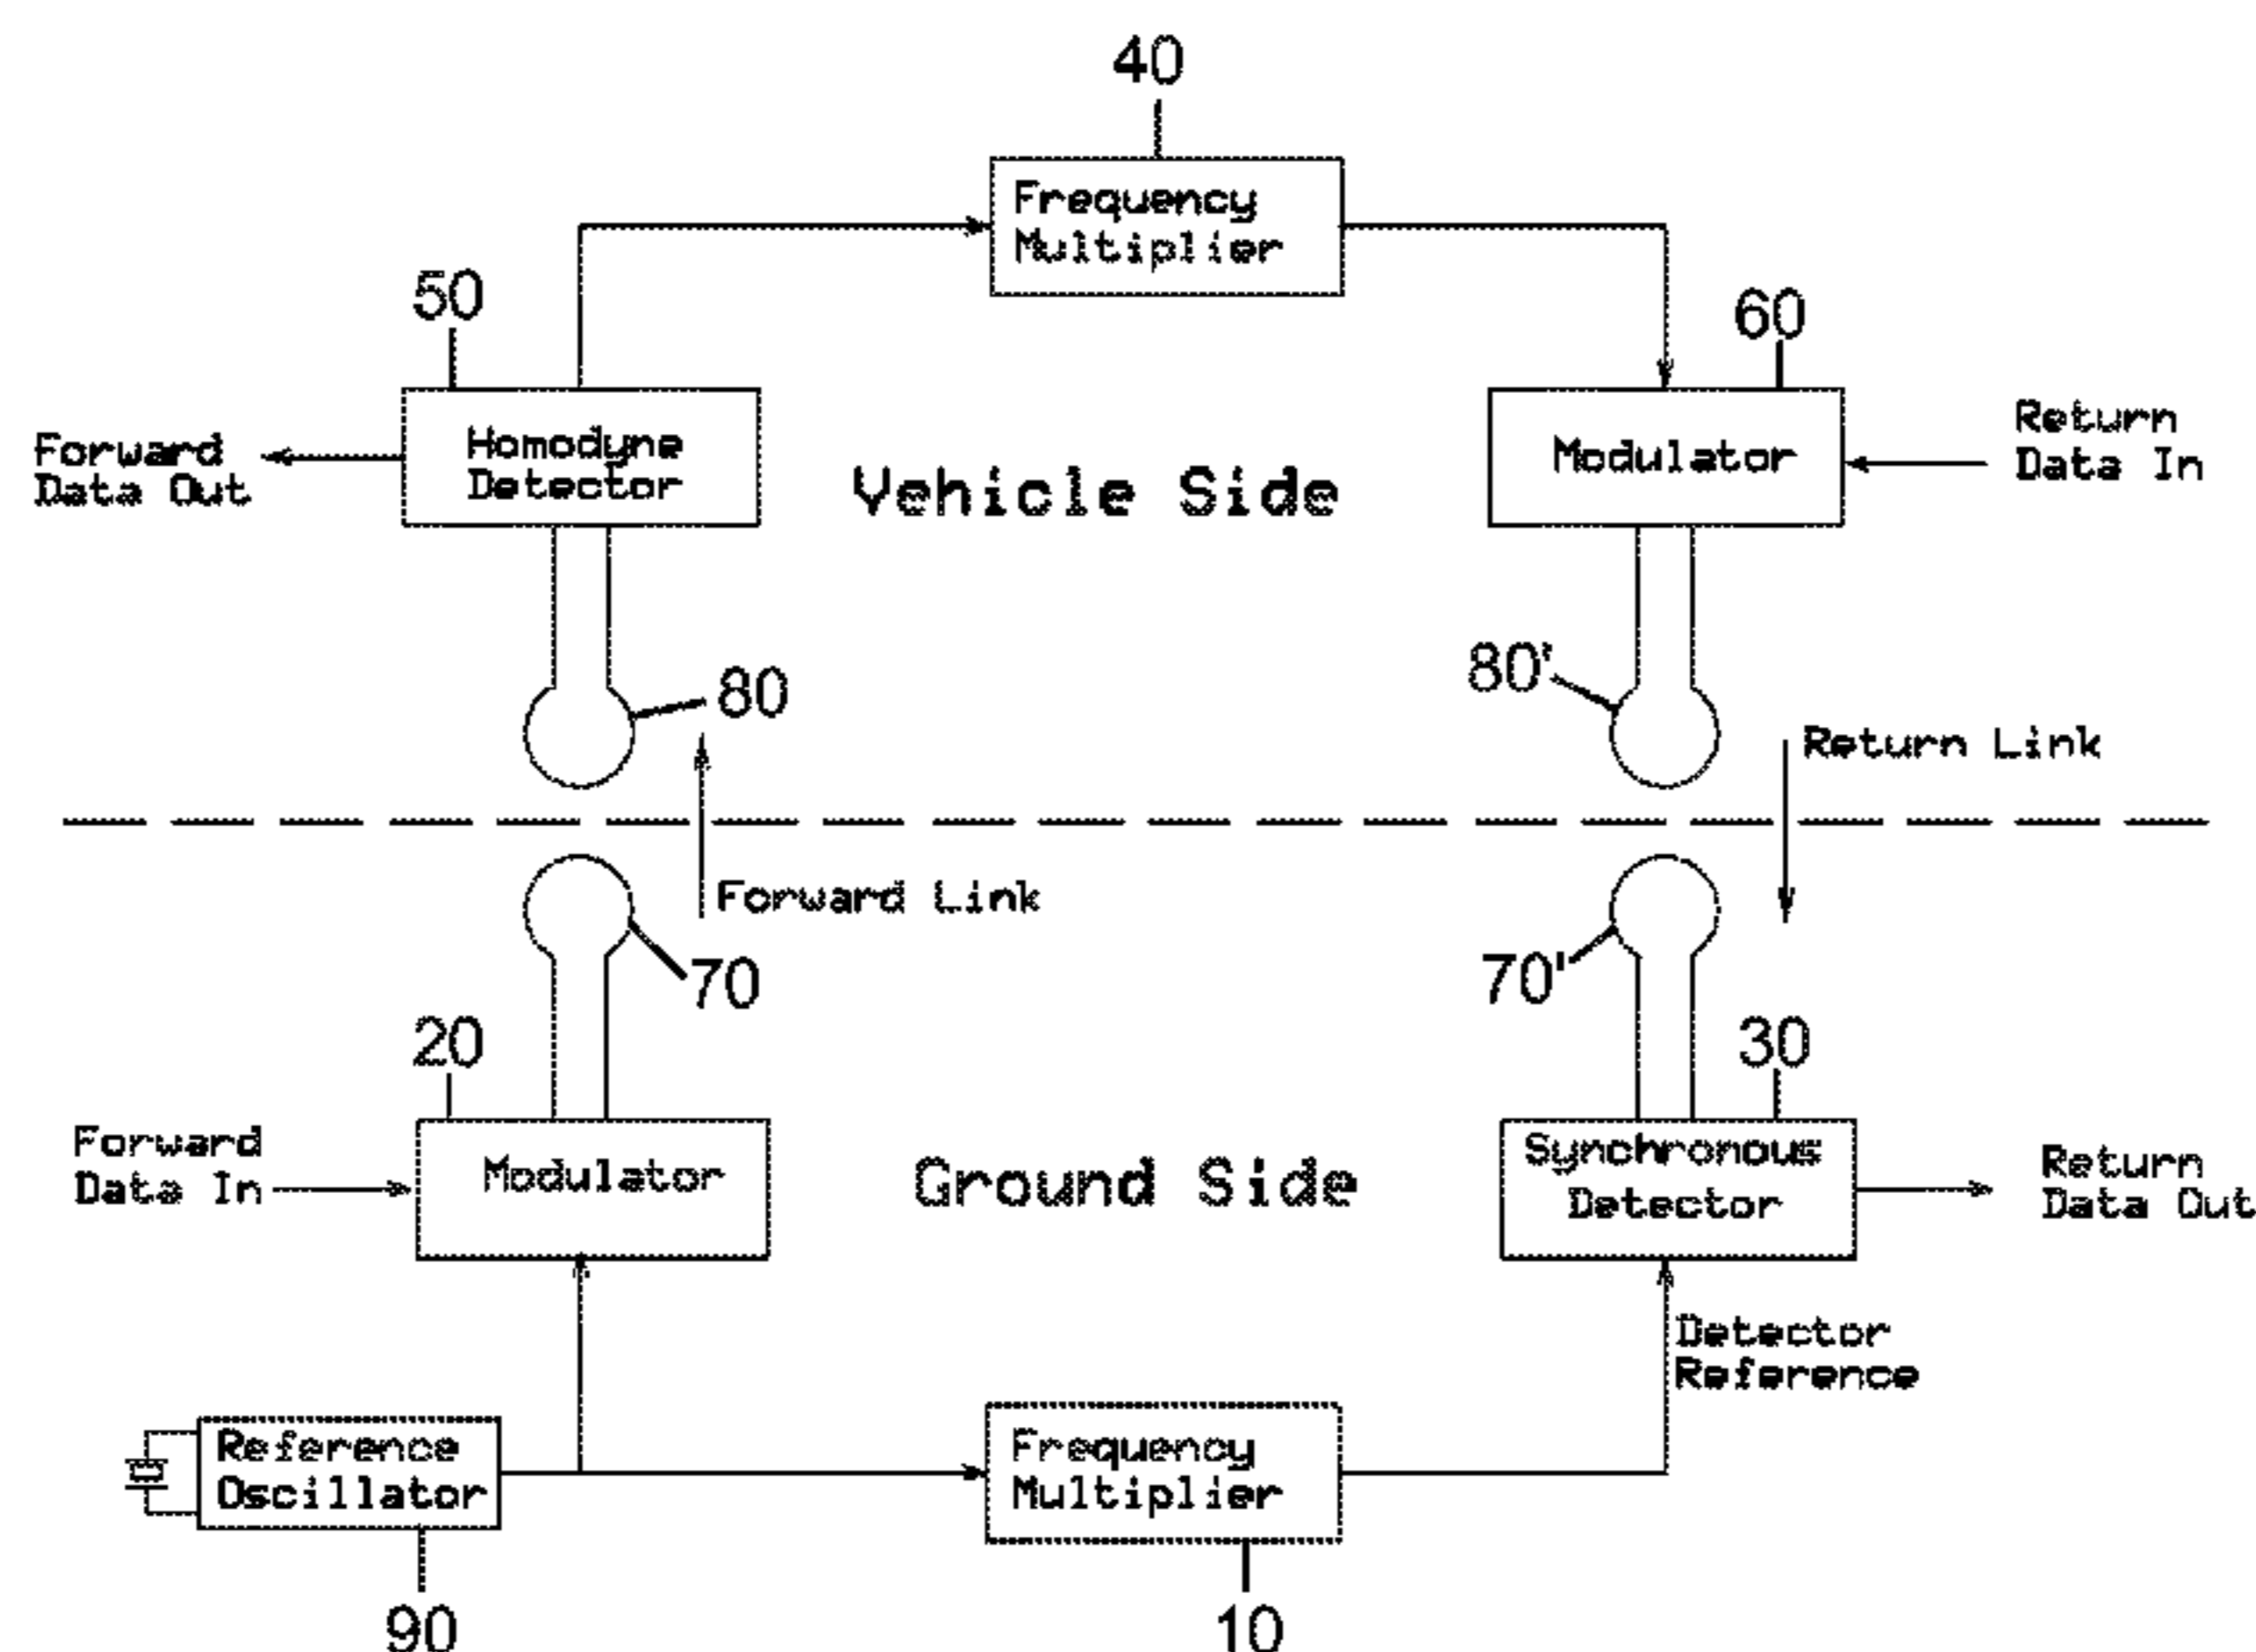 40
Frequency
Multiplier
50
60
Forward
Data Out
Homodyne
Detector
Vehicle Side
Modulator
Return
Data In
80
80'
Return Link
Forward Link
70
70'
20
30
Forward
Data In
Modulator
Ground Side
Synchronous
Detector
Return
Data Out
Detector
Reference
Reference
Oscillator
Frequency
Multiplier
90
10